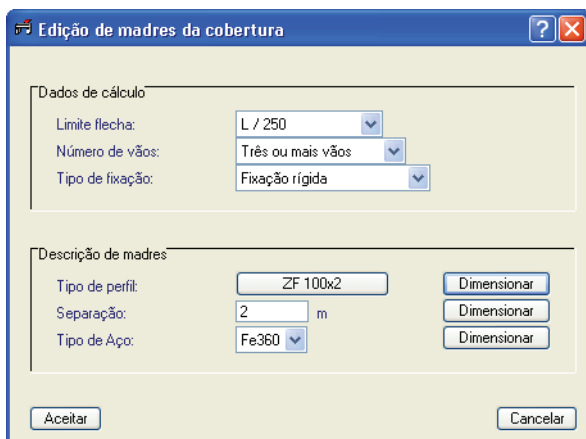 Edição de madres da cobertura
Dados de cálculo
Limite flecha: L / 250
Número de vãos: Três ou mais vãos
Tipo de fixação: Fixação rígida
Descrição de madres
Tipo de perfil: ZF 100x2 Dimensionar
Separação: 2 m Dimensionar
Tipo de Aço: Fe360 Dimensionar
Aceitar Cancelar